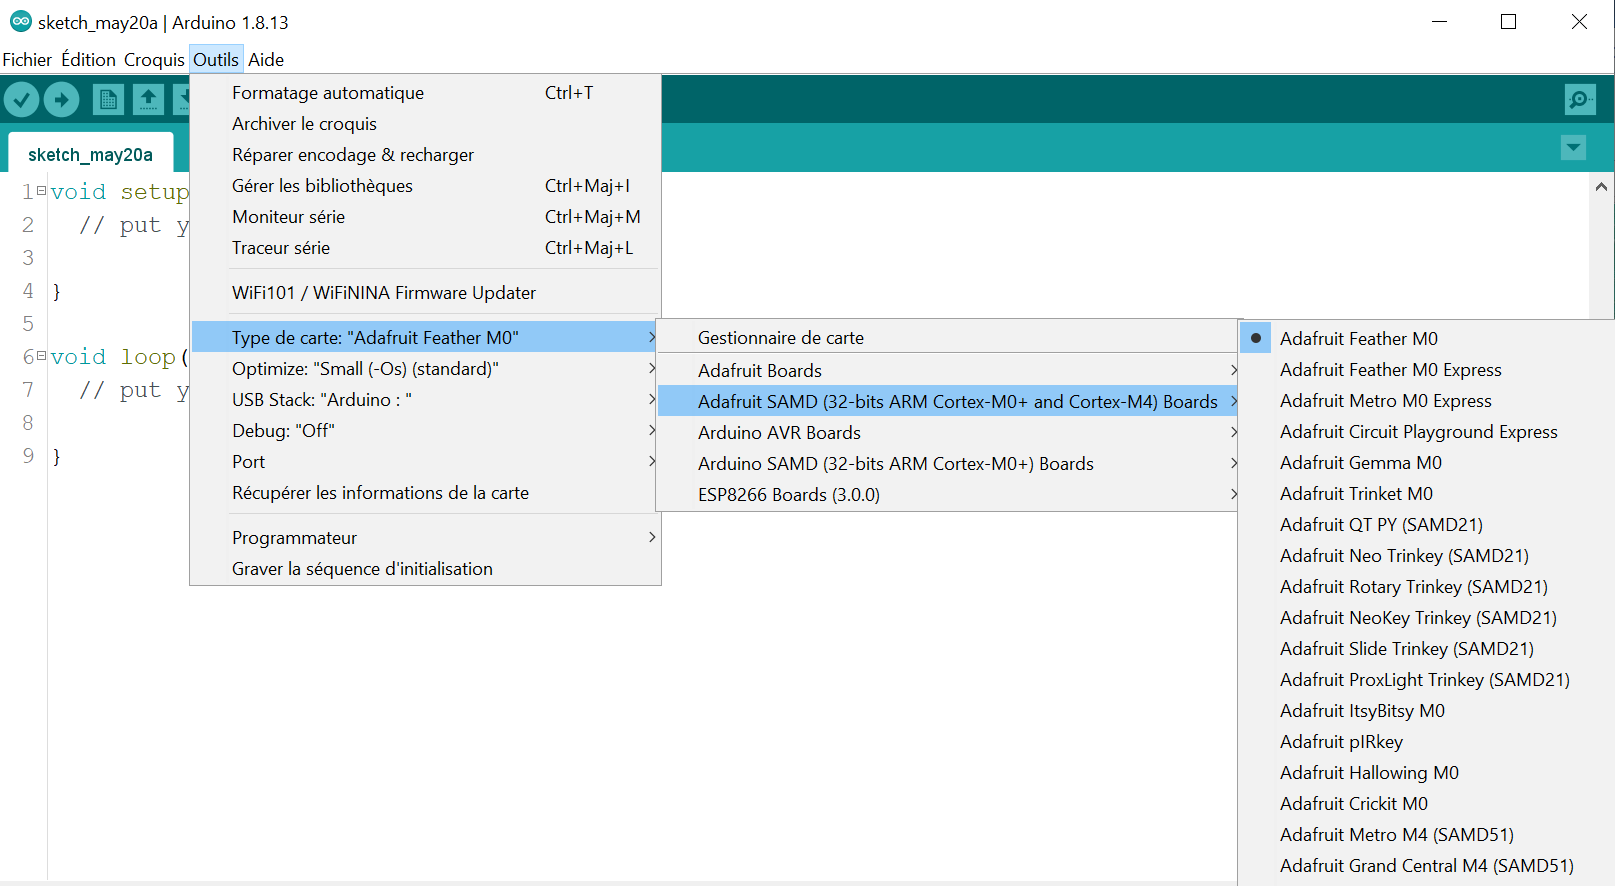 sketch_may20a | Arduino 1.8.13
Fichier Édition Croquis Outils Aide
sketch_may20a
1 void setup
2 // put y
3
4 }
5
6 void loop(
7 // put y
8
9 }
Formatage automatique Ctrl+T
Archiver le croquis
Réparer encodage & recharger
Gérer les bibliothèques Ctrl+Maj+I
Moniteur série Ctrl+Maj+M
Traceur série Ctrl+Maj+L
WiFi101 / WiFiNINA Firmware Updater
Type de carte: "Adafruit Feather M0"
Optimize: "Small (-Os) (standard)"
USB Stack: "Arduino : "
Debug: "Off"
Port
Récupérer les informations de la carte
Programmateur
Graver la séquence d'initialisation
Gestionnaire de carte
Adafruit Boards
Adafruit SAMD (32-bits ARM Cortex-M0+ and Cortex-M4) Boards
Arduino AVR Boards
Arduino SAMD (32-bits ARM Cortex-M0+) Boards
ESP8266 Boards (3.0.0)
Adafruit Feather M0
Adafruit Feather M0 Express
Adafruit Metro M0 Express
Adafruit Circuit Playground Express
Adafruit Gemma M0
Adafruit Trinket M0
Adafruit QT PY (SAMD21)
Adafruit Neo Trinkey (SAMD21)
Adafruit Rotary Trinkey (SAMD21)
Adafruit NeoKey Trinkey (SAMD21)
Adafruit Slide Trinkey (SAMD21)
Adafruit ProxLight Trinkey (SAMD21)
Adafruit ItsyBitsy M0
Adafruit pIRkey
Adafruit Hallowing M0
Adafruit Crickit M0
Adafruit Metro M4 (SAMD51)
Adafruit Grand Central M4 (SAMD51)